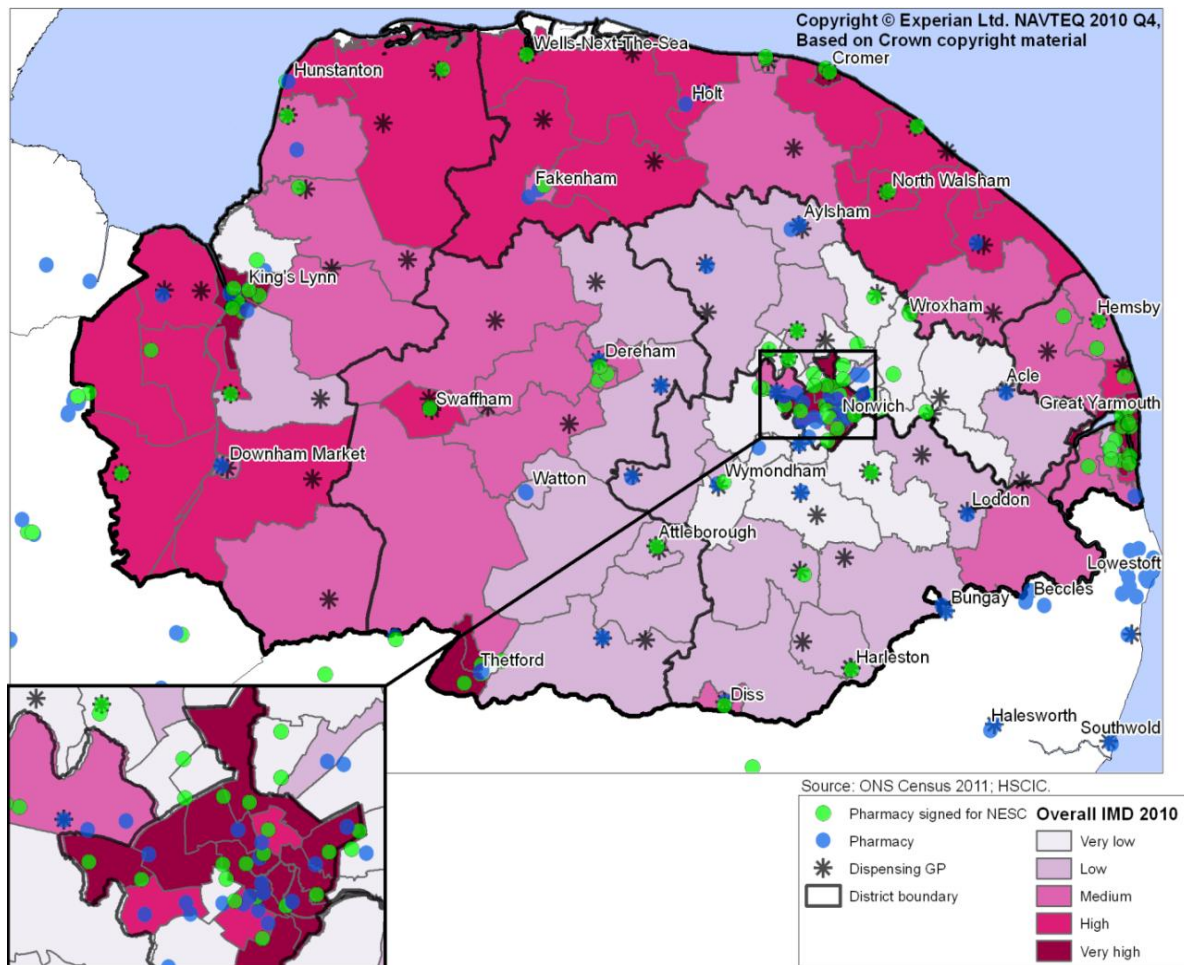 Copyright © Experian Ltd. NAVTEQ 2010 Q4,
Based on Crown copyright material
Wells-Next-The-Sea
Cromer
Hunstanton
Holt
Fakenham
North Walsham
Aylsham
King's Lynn
Wroxham
Hemsby
Dereham
Acle
Swaffham
Norwich
Great Yarmouth
Downham Market
Wymondham
Watton
Loddon
Attleborough
Lowestoft
Beccles
Bungay
Thetford
Harleston
Diss
Halesworth
Southwold
Source: ONS Census 2011; HSCIC.
Pharmacy signed for NESC
Pharmacy
Dispensing GP
District boundary
Overall IMD 2010
Very low
Low
Medium
High
Very high